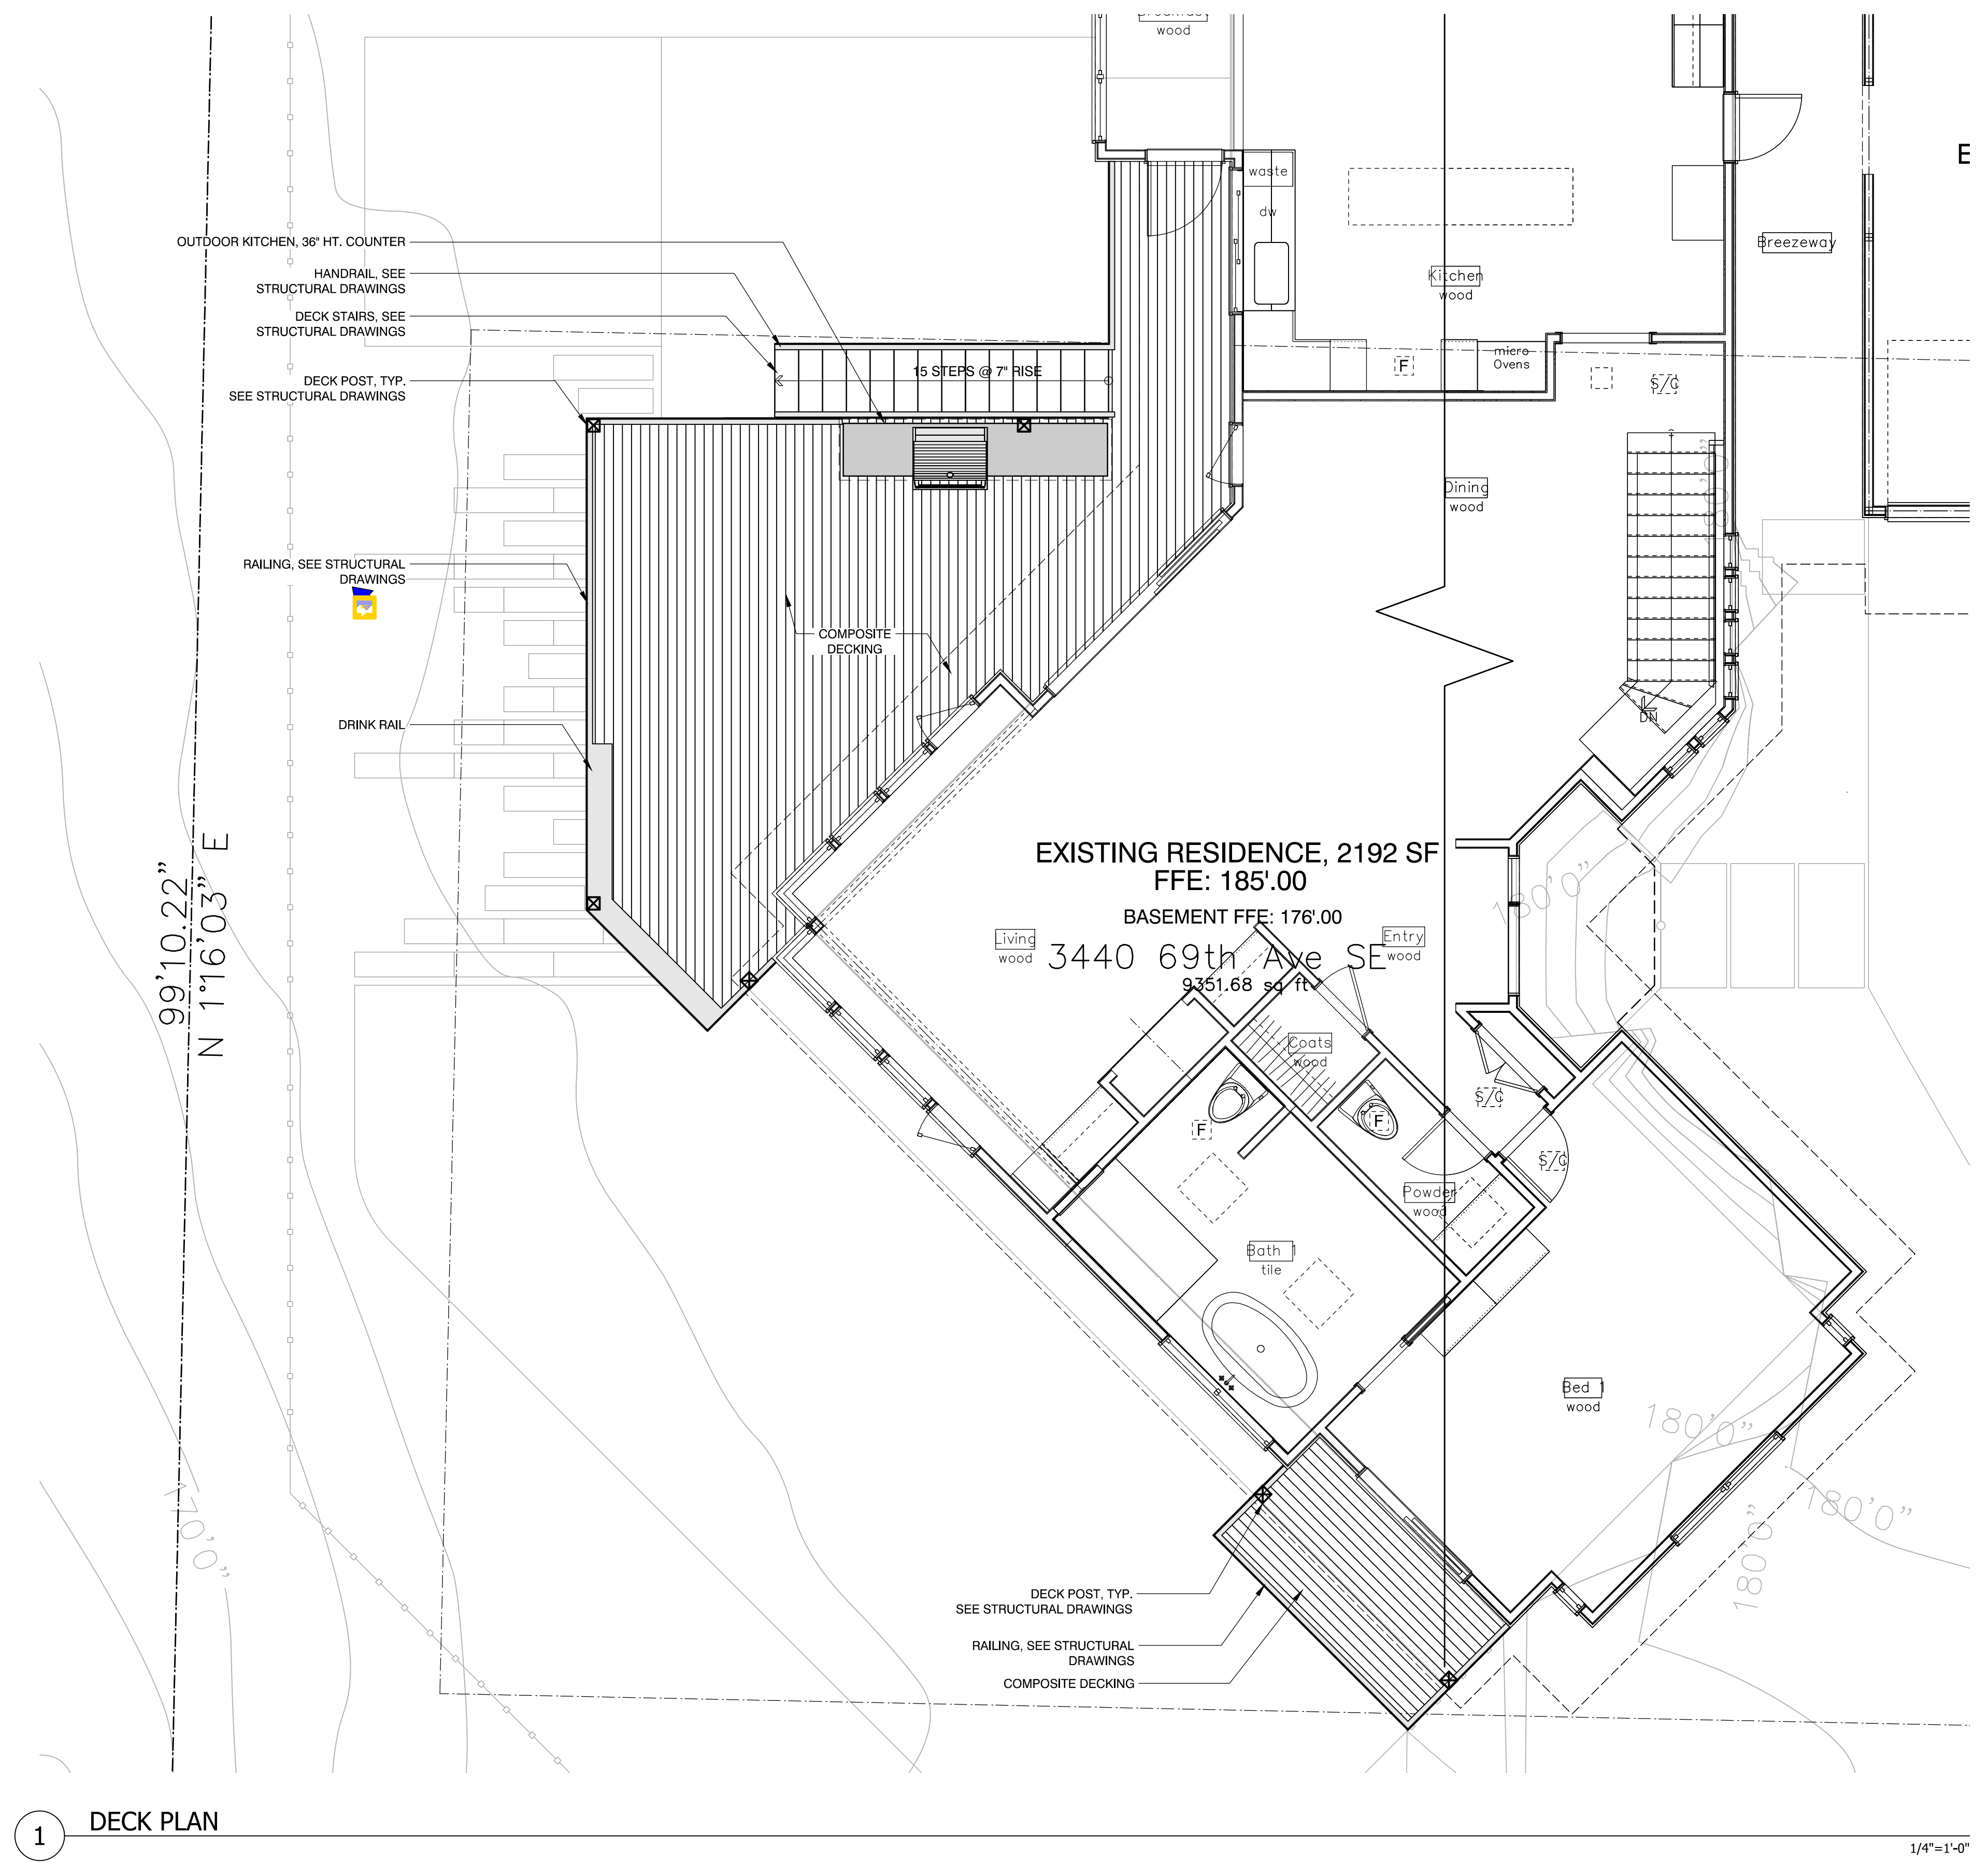 Breakfast
wood
waste
dw
Kitchen
wood
micro
Ovens
F
S/C
Breezeway
E
OUTDOOR KITCHEN, 36" HT. COUNTER
HANDRAIL, SEE
STRUCTURAL DRAWINGS
DECK STAIRS, SEE
STRUCTURAL DRAWINGS
15 STEPS @ 7" RISE
DECK POST, TYP.
SEE STRUCTURAL DRAWINGS
Dining
wood
180'0"
RAILING, SEE STRUCTURAL
DRAWINGS
COMPOSITE
DECKING
DRINK RAIL
DN
99'10.22"
N 1°16'03" E
EXISTING RESIDENCE, 2192 SF
FFE: 185'.00
BASEMENT FFE: 176'.00
180'0"
Living
wood
3440 69th Ave SE
9351.68 sq ft
Entry
wood
Coats
wood
S/C
F
F
S/C
Powder
wood
Bath 1
tile
Bed 1
wood
180'0"
180'0"
180'0"
170'0"
DECK POST, TYP.
SEE STRUCTURAL DRAWINGS
RAILING, SEE STRUCTURAL
DRAWINGS
COMPOSITE DECKING
1
DECK PLAN
1/4"=1'-0"